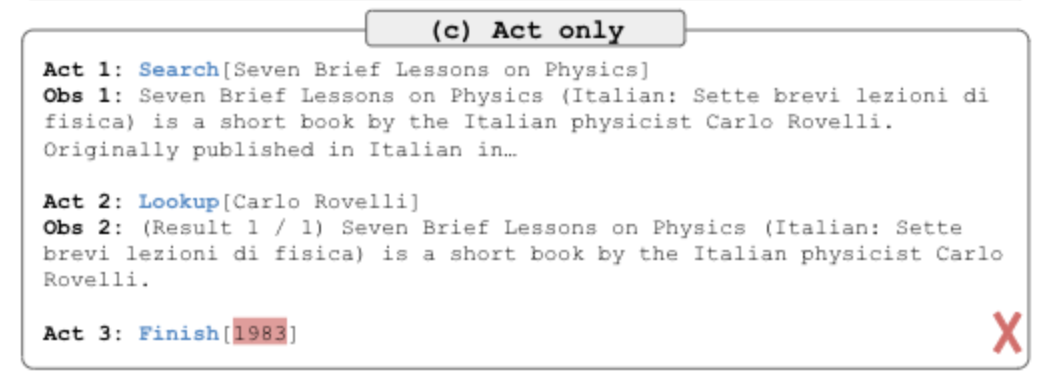 (c) Act only
Act 1: Search[Seven Brief Lessons on Physics]
Obs 1: Seven Brief Lessons on Physics (Italian: Sette brevi lezioni di
fisica) is a short book by the Italian physicist Carlo Rovelli.
Originally published in Italian in…
Act 2: Lookup[Carlo Rovelli]
Obs 2: (Result 1 / 1) Seven Brief Lessons on Physics (Italian: Sette
brevi lezioni di fisica) is a short book by the Italian physicist Carlo
Rovelli.
Act 3: Finish[1983]